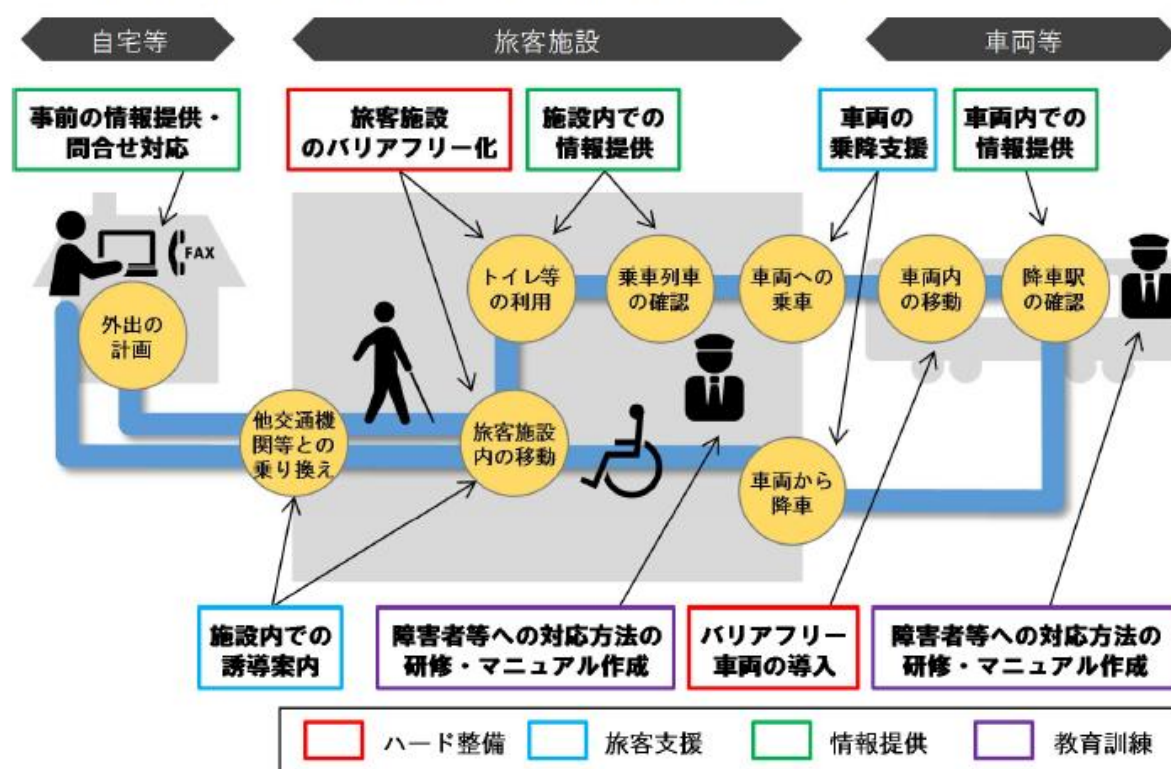 自宅等
旅客施設
車両等
事前の情報提供・
問合せ対応
旅客施設
のバリアフリー化
施設内での
情報提供
車両の
乗降支援
車両内での
情報提供
FAX
外出の
計画
トイレ等
の利用
乗車列車
の確認
車両への
乗車
車両内
の移動
降車駅
の確認
他交通機
関等との
乗り換え
旅客施設
内の移動
車両から
降車
施設内での
誘導案内
障害者等への対応方法の
研修・マニュアル作成
バリアフリー
車両の導入
障害者等への対応方法の
研修・マニュアル作成
ハード整備
旅客支援
情報提供
教育訓練